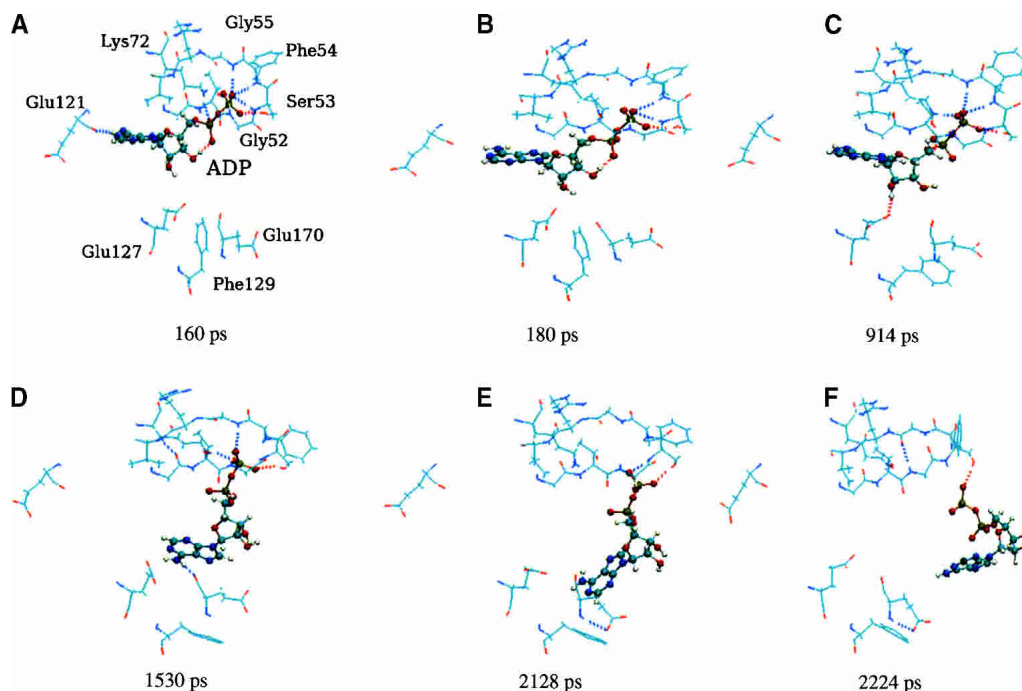 A
Gly55
Lys72
Phe54
Glu121
Ser53
Gly52
ADP
Glu127
Glu170
Phe129
160 ps
B
180 ps
C
914 ps
D
1530 ps
E
2128 ps
F
2224 ps